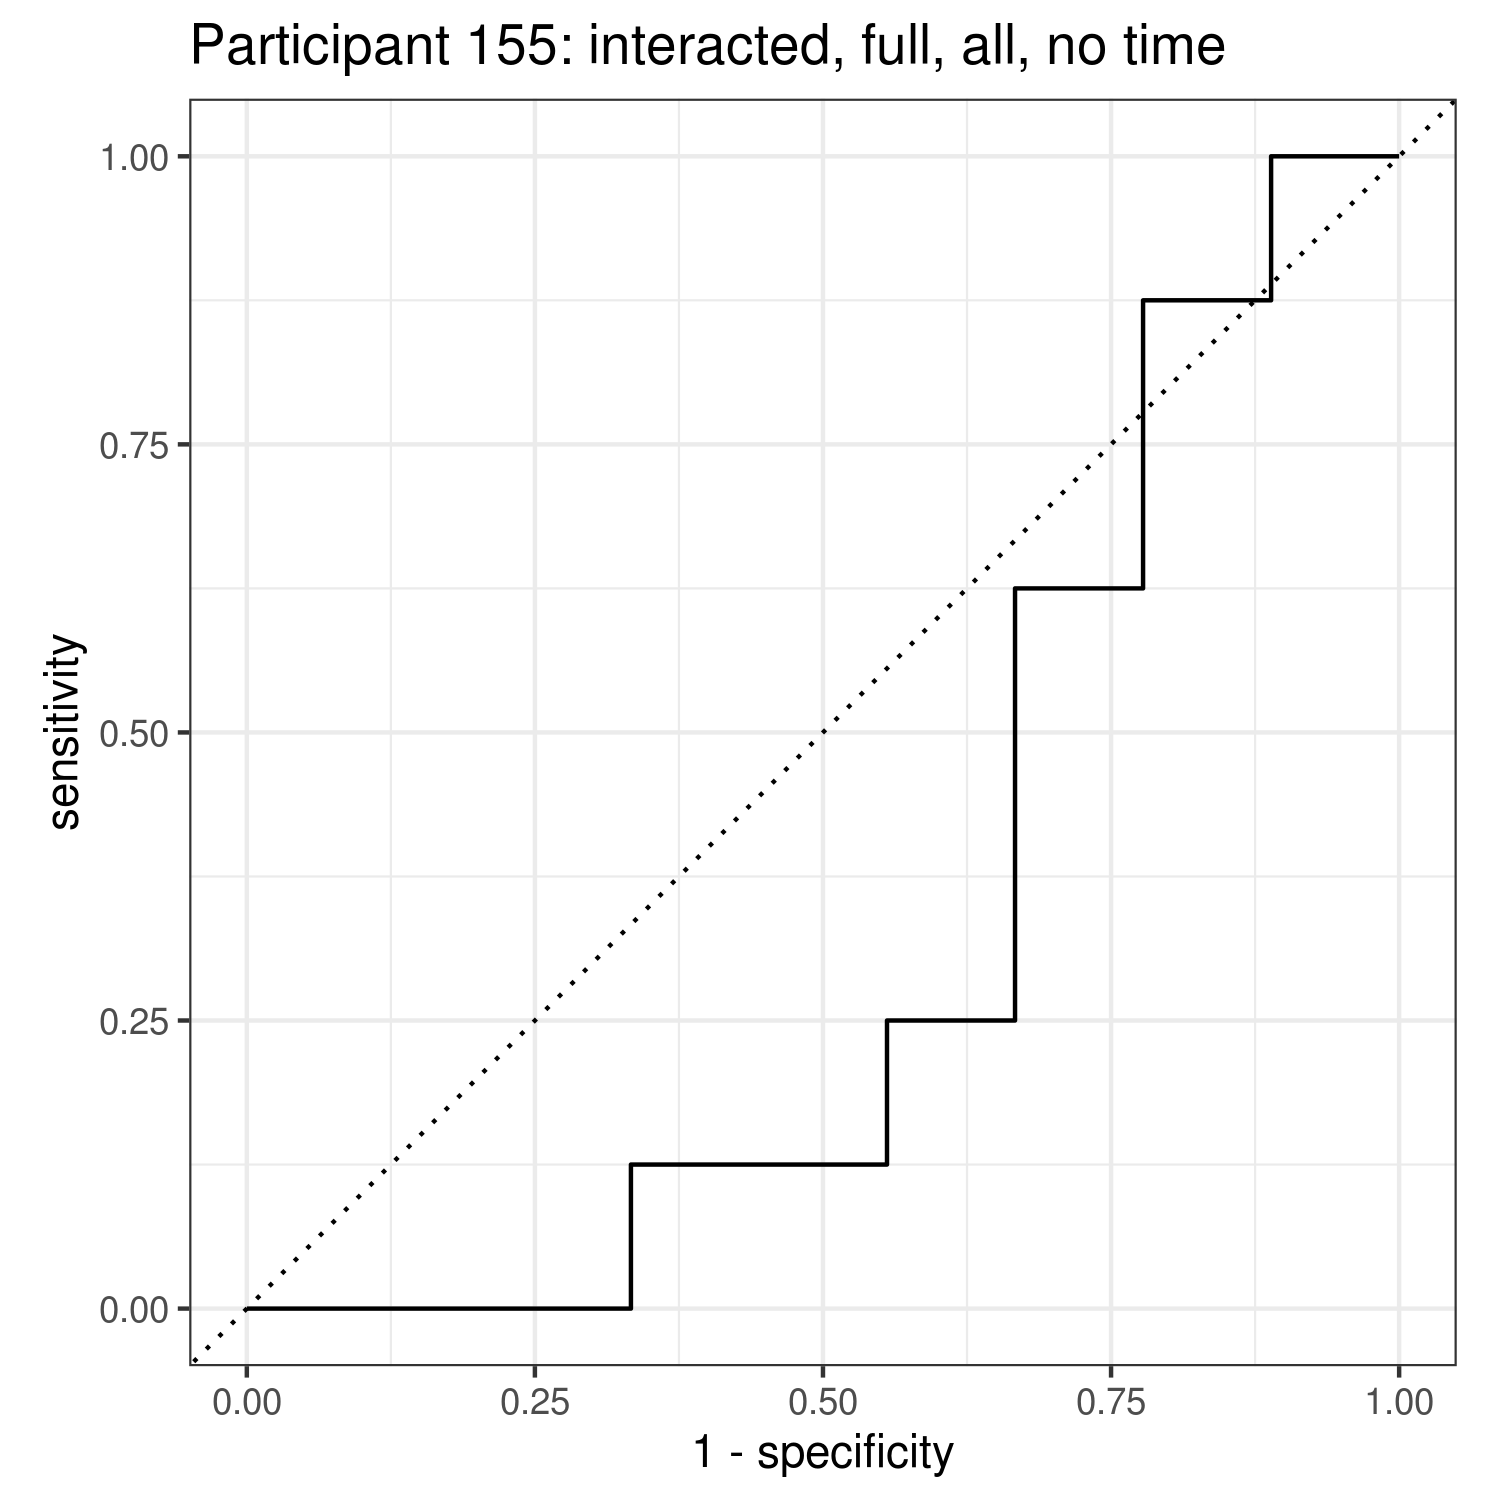 Participant 155: interacted, full, all, no time
1.00
0.75
0.50
0.25
0.00
sensitivity
0.00 0.25 0.50 0.75 1.00
1 - specificity